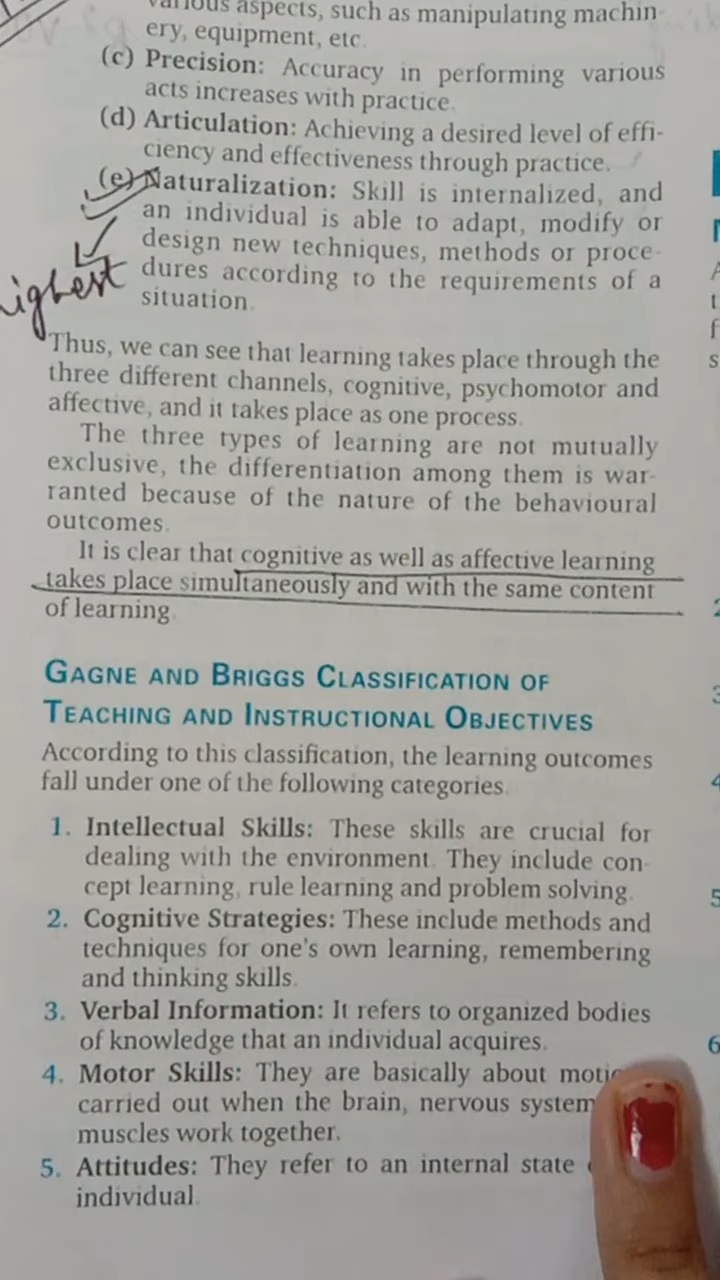 various aspects, such as manipulating machin-
ery, equipment, etc.
(c) Precision: Accuracy in performing various
acts increases with practice.
(d) Articulation: Achieving a desired level of effi-
ciency and effectiveness through practice.
(e) Naturalization: Skill is internalized, and
an individual is able to adapt, modify or
design new techniques, methods or proce-
highest dures according to the requirements of a
situation.
Thus, we can see that learning takes place through the
three different channels, cognitive, psychomotor and
affective, and it takes place as one process.
The three types of learning are not mutually
exclusive, the differentiation among them is war-
ranted because of the nature of the behavioural
outcomes.
It is clear that cognitive as well as affective learning
takes place simultaneously and with the same content
of learning.
GAGNE AND BRIGGS CLASSIFICATION OF
TEACHING AND INSTRUCTIONAL OBJECTIVES
According to this classification, the learning outcomes
fall under one of the following categories.
1. Intellectual Skills: These skills are crucial for
dealing with the environment. They include con-
cept learning, rule learning and problem solving.
2. Cognitive Strategies: These include methods and
techniques for one's own learning, remembering
and thinking skills.
3. Verbal Information: It refers to organized bodies
of knowledge that an individual acquires.
4. Motor Skills: They are basically about
carried out when the brain, nervous system
muscles work together.
5. Attitudes: They refer to an internal state
individual.